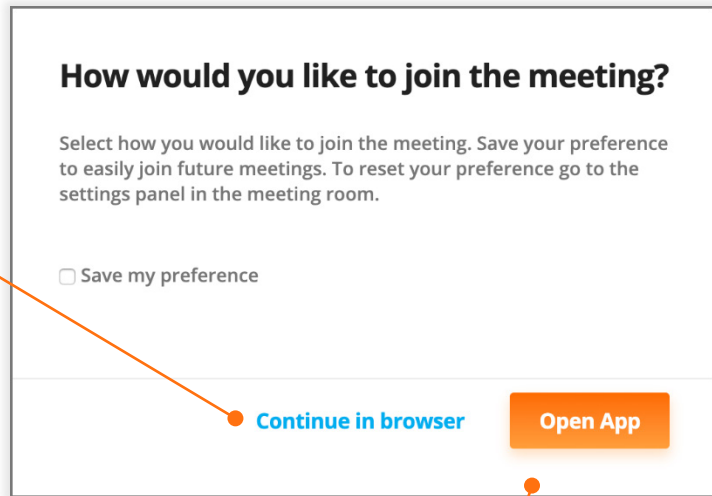 How would you like to join the meeting?
Select how you would like to join the meeting. Save your preference
to easily join future meetings. To reset your preference go to the
settings panel in the meeting room.
Save my preference
Continue in browser
Open App